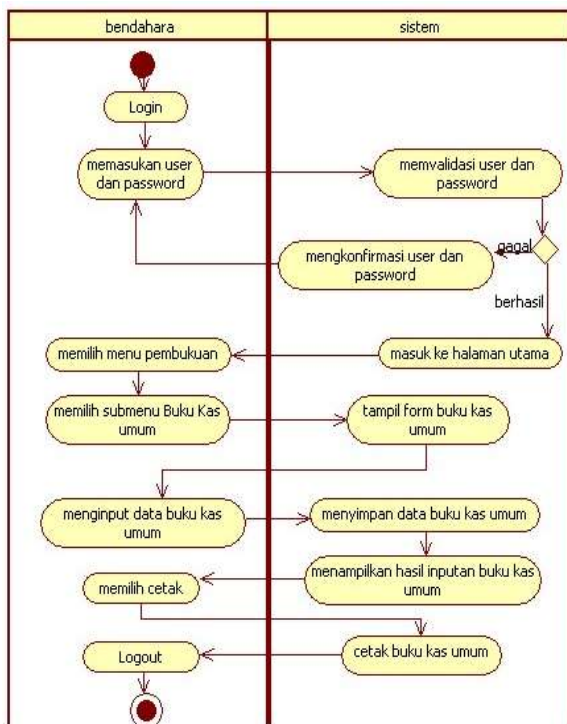 bendahara
sistem
Login
memasukan user
dan password
memvalidasi user dan
password
gagal
mengkonfirmasi user dan
password
berhasil
masuk ke halaman utama
memilih menu pembukuan
memilih submenu Buku Kas
umum
tampil form buku kas
umum
menginput data buku kas
umum
menyimpan data buku kas umum
menampilkan hasil inputan buku kas
umum
memilih cetak
cetak buku kas umum
Logout